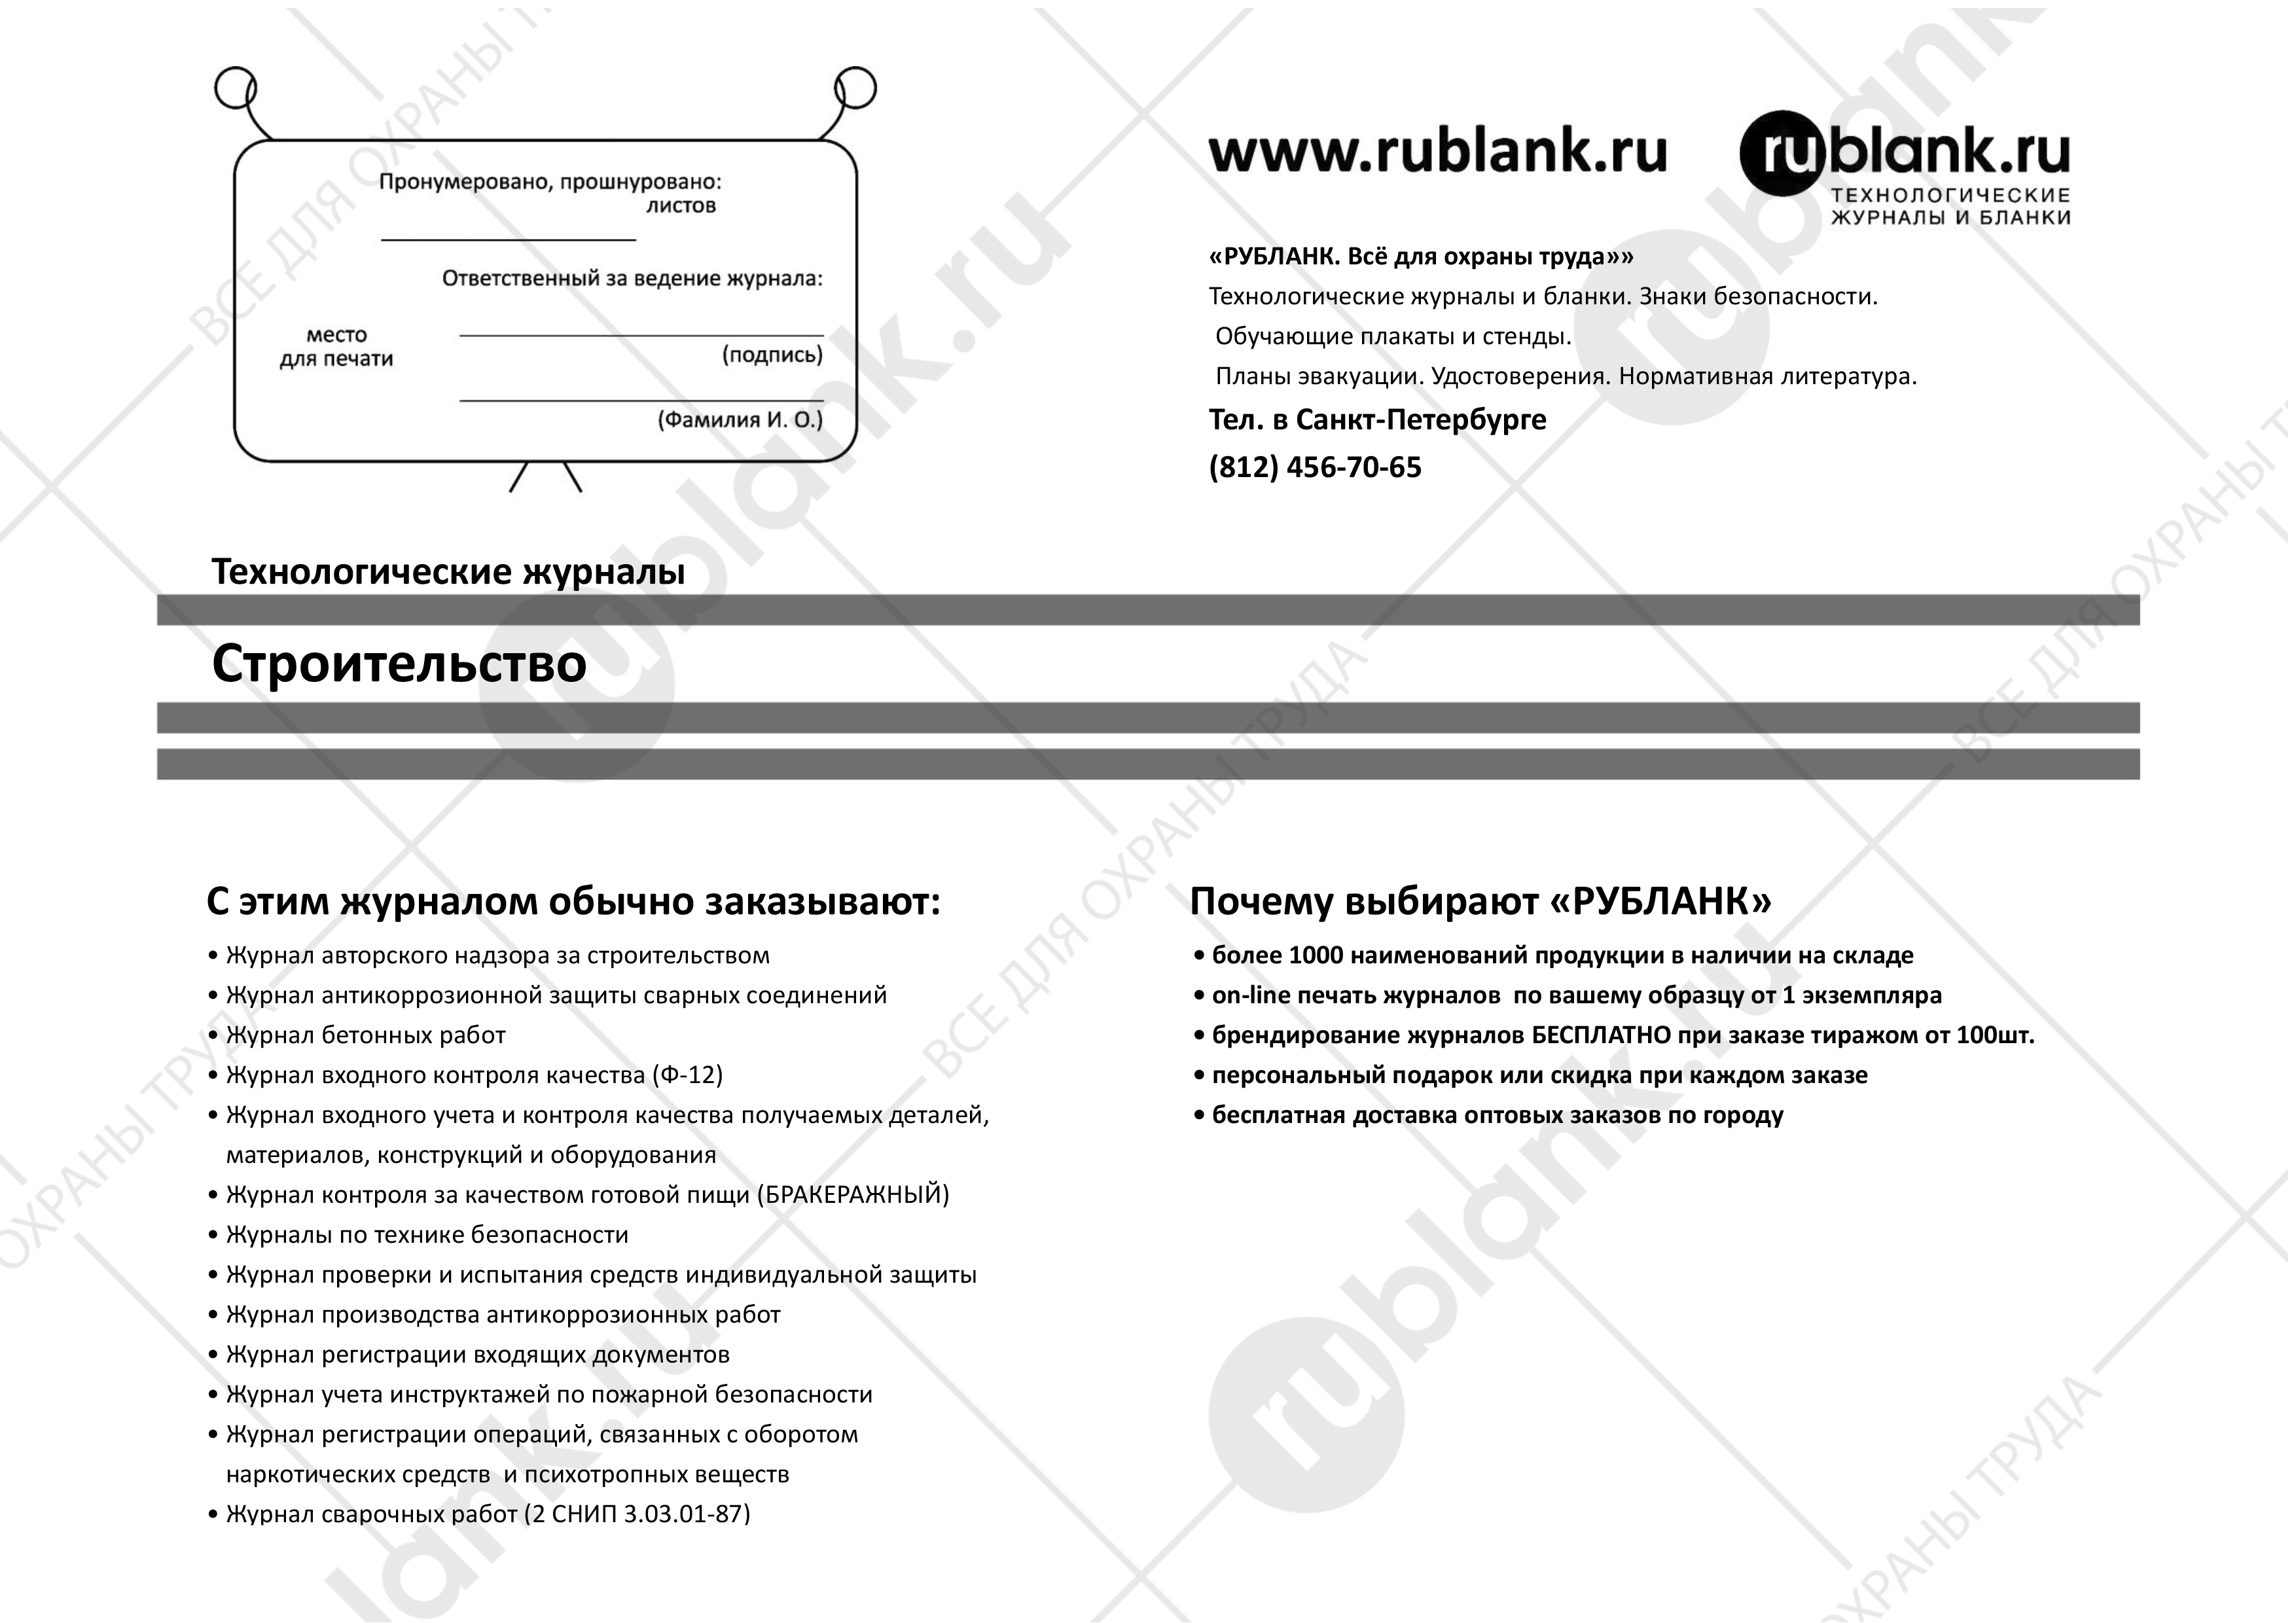 Пронумеровано, прошнуровано:
листов
Ответственный за ведение журнала:
место
для печати
(подпись)
(Фамилия И. О.)
www.rublank.ru
rublank.ru
ТЕХНОЛОГИЧЕСКИЕ
ЖУРНАЛЫ И БЛАНКИ
«РУБЛАНК. Всё для охраны труда»»
Технологические журналы и бланки. Знаки безопасности.
Обучающие плакаты и стенды.
Планы эвакуации. Удостоверения. Нормативная литература.
Тел. в Санкт-Петербурге
(812) 456-70-65
Технологические журналы
Строительство
С этим журналом обычно заказывают:
• Журнал авторского надзора за строительством
• Журнал антикоррозионной защиты сварных соединений
• Журнал бетонных работ
• Журнал входного контроля качества (Ф-12)
• Журнал входного учета и контроля качества получаемых деталей,
материалов, конструкций и оборудования
• Журнал контроля за качеством готовой пищи (БРАКЕРАЖНЫЙ)
• Журналы по технике безопасности
• Журнал проверки и испытания средств индивидуальной защиты
• Журнал производства антикоррозионных работ
• Журнал регистрации входящих документов
• Журнал учета инструктажей по пожарной безопасности
• Журнал регистрации операций, связанных с оборотом
наркотических средств  и психотропных веществ
• Журнал сварочных работ (2 СНИП 3.03.01-87)
Почему выбирают «РУБЛАНК»
• более 1000 наименований продукции в наличии на складе
• on-line печать журналов  по вашему образцу от 1 экземпляра
• брендирование журналов БЕСПЛАТНО при заказе тиражом от 100шт.
• персональный подарок или скидка при каждом заказе
• бесплатная доставка оптовых заказов по городу
rublank.ru
ВСЕ ДЛЯ ОХРАНЫ ТРУДА
rublank.ru